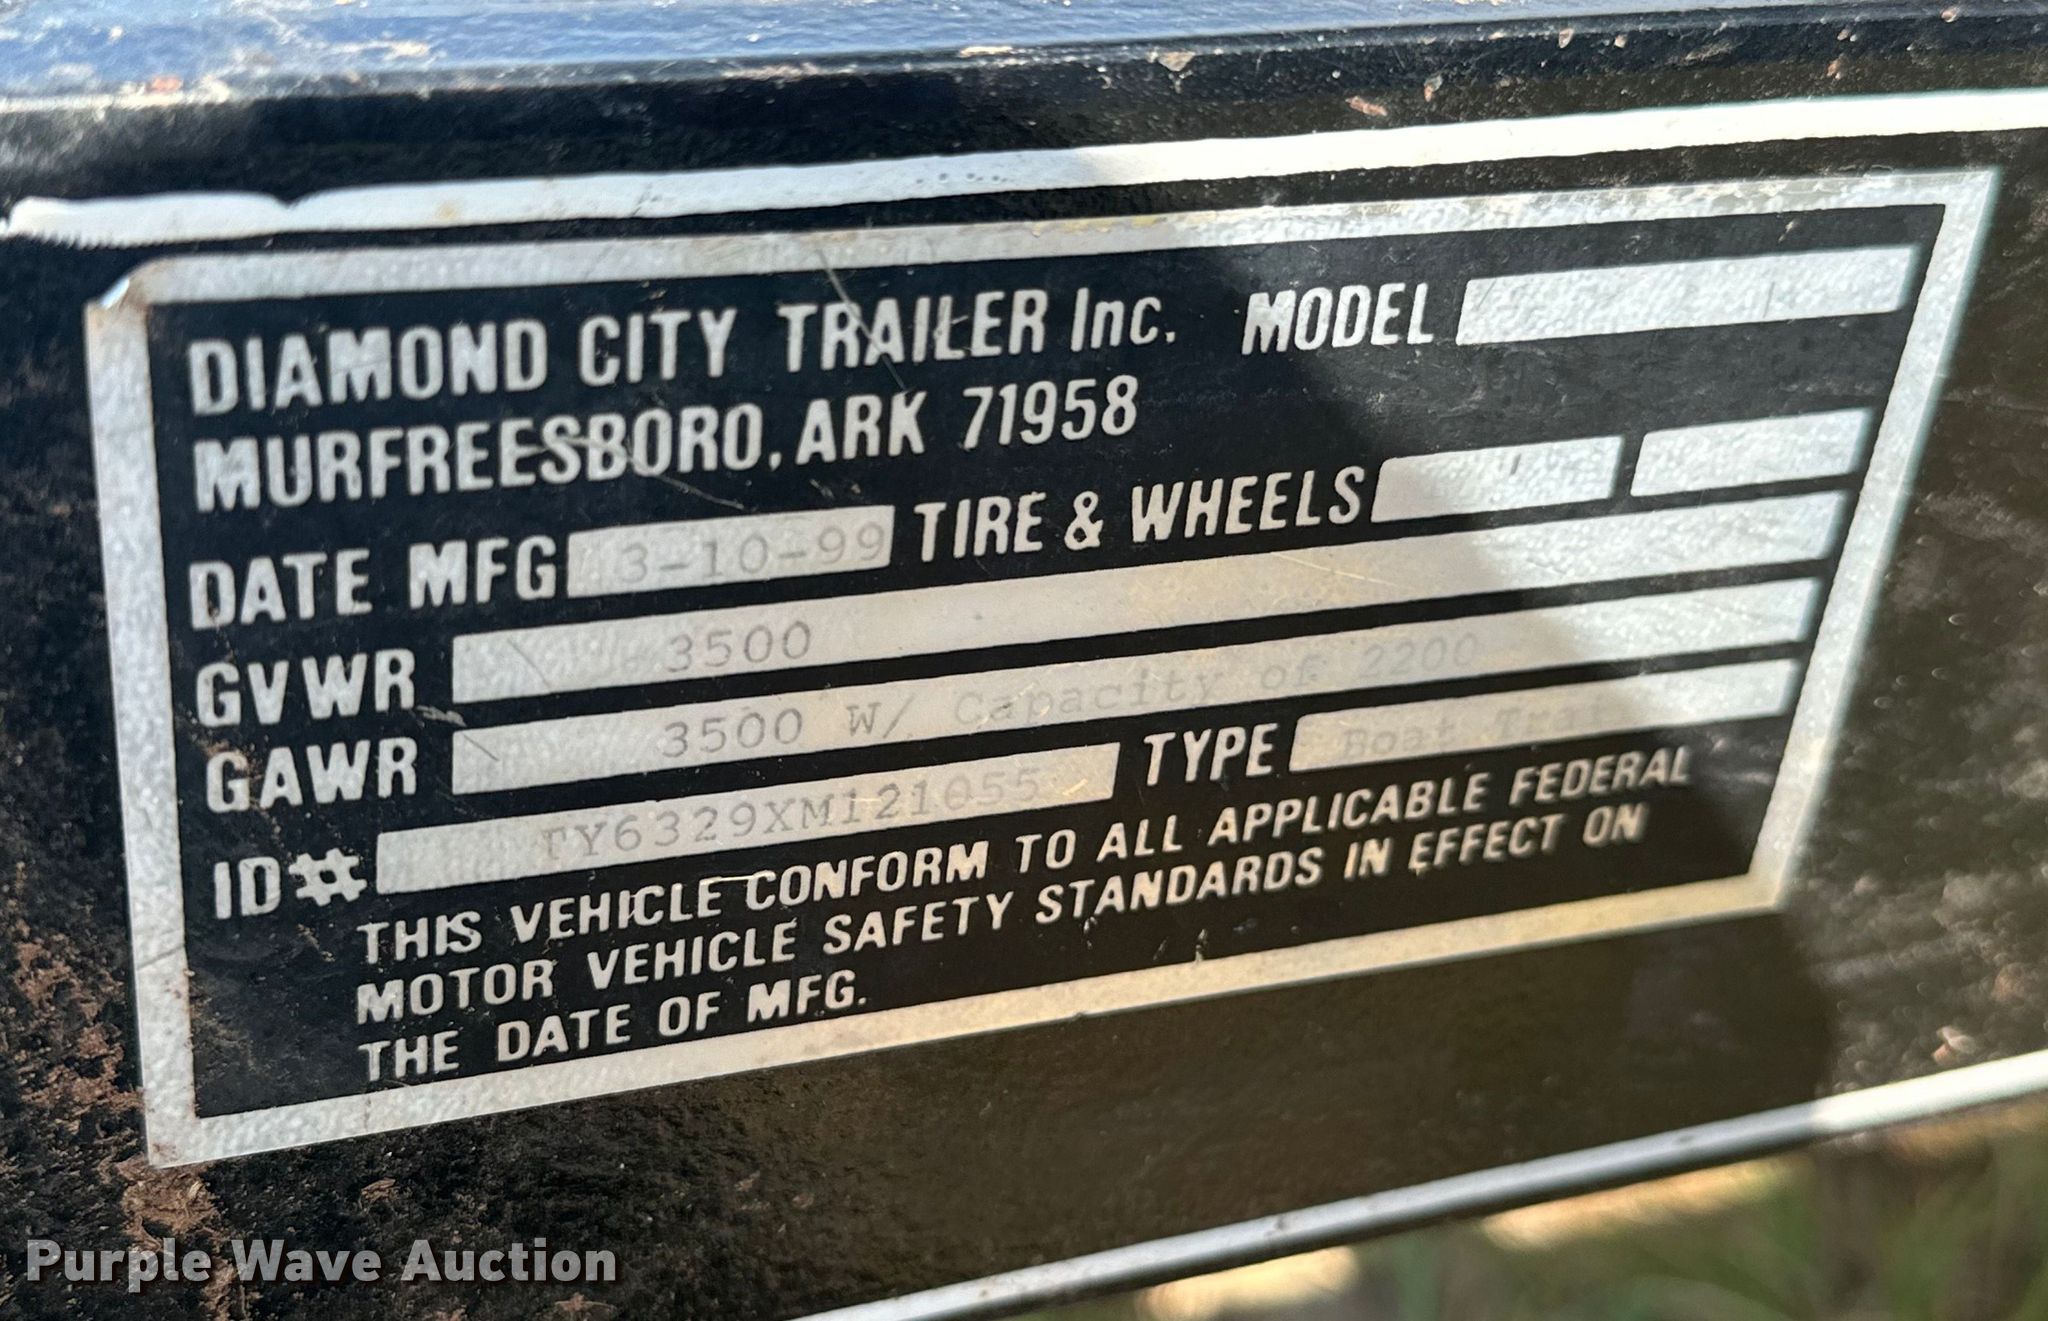 DIAMOND CITY TRAILER Inc. MODEL
MURFREESBORO, ARK 71958
DATE MFG 3-10-99 TIRE & WHEELS
GVWR 3500
GAWR 3500 W/ Capacity of 2200
ID# TY6329XM121055 TYPE Boat
THIS VEHICLE CONFORM TO ALL APPLICABLE FEDERAL
MOTOR VEHICLE SAFETY STANDARDS IN EFFECT ON
THE DATE OF MFG.
Purple Wave Auction